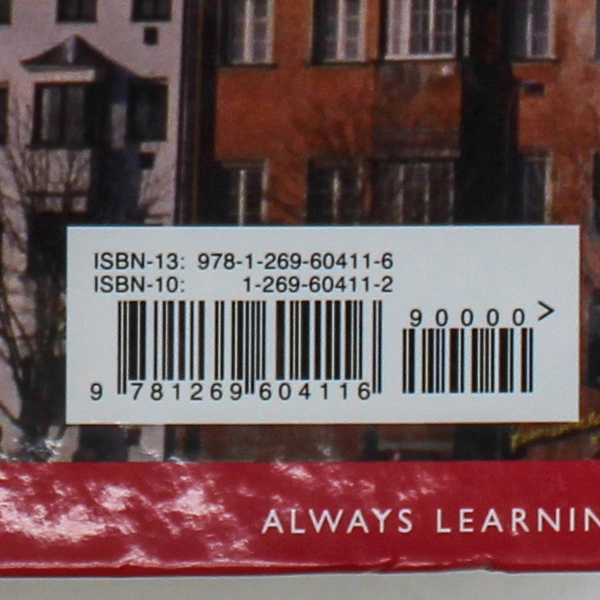 ISBN-13: 978-1-269-60411-6
ISBN-10: 1-269-60411-2
90000>
9 781269 604116
ALWAYS LEARNIN